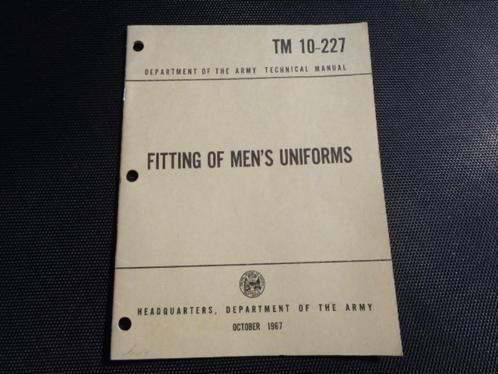 TM 10-227
DEPARTMENT OF THE ARMY TECHNICAL MANUAL
FITTING OF MEN'S UNIFORMS
HEADQUARTERS, DEPARTMENT OF THE ARMY
OCTOBER 1967